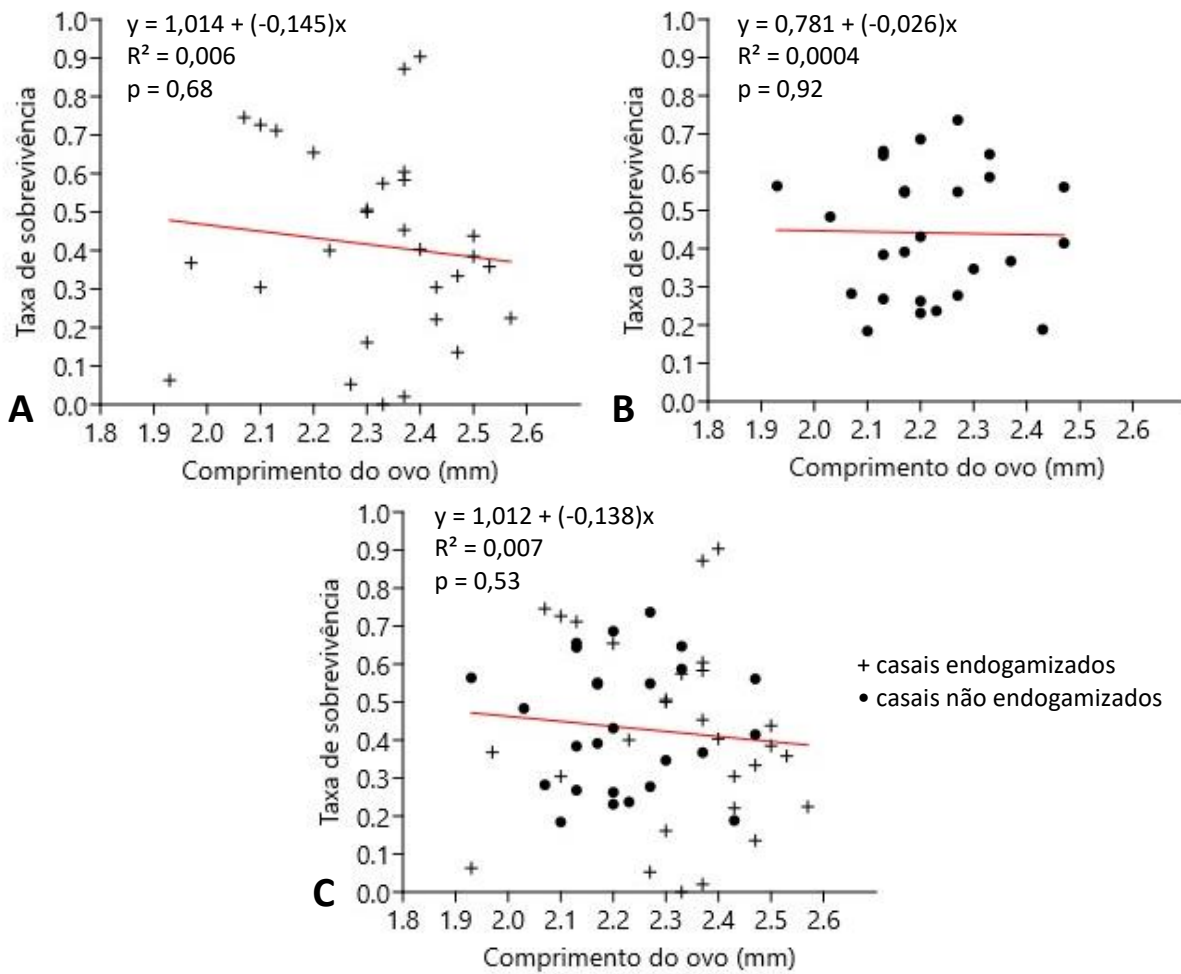 y = 1,014 + (-0,145)x
R² = 0,006
p = 0,68
1.0
0.9
0.8
0.7
0.6
0.5
0.4
0.3
0.2
0.1
0.0
Taxa de sobrevivência
1.8 1.9 2.0 2.1 2.2 2.3 2.4 2.5 2.6
Comprimento do ovo (mm)
A
y = 0,781 + (-0,026)x
R² = 0,0004
p = 0,92
1.0
0.9
0.8
0.7
0.6
0.5
0.4
0.3
0.2
0.1
0.0
Taxa de sobrevivência
1.8 1.9 2.0 2.1 2.2 2.3 2.4 2.5 2.6
Comprimento do ovo (mm)
B
y = 1,012 + (-0,138)x
R² = 0,007
p = 0,53
1.0
0.9
0.8
0.7
0.6
0.5
0.4
0.3
0.2
0.1
0.0
Taxa de sobrevivência
1.8 1.9 2.0 2.1 2.2 2.3 2.4 2.5 2.6
Comprimento do ovo (mm)
C
+ casais endogamizados
• casais não endogamizados